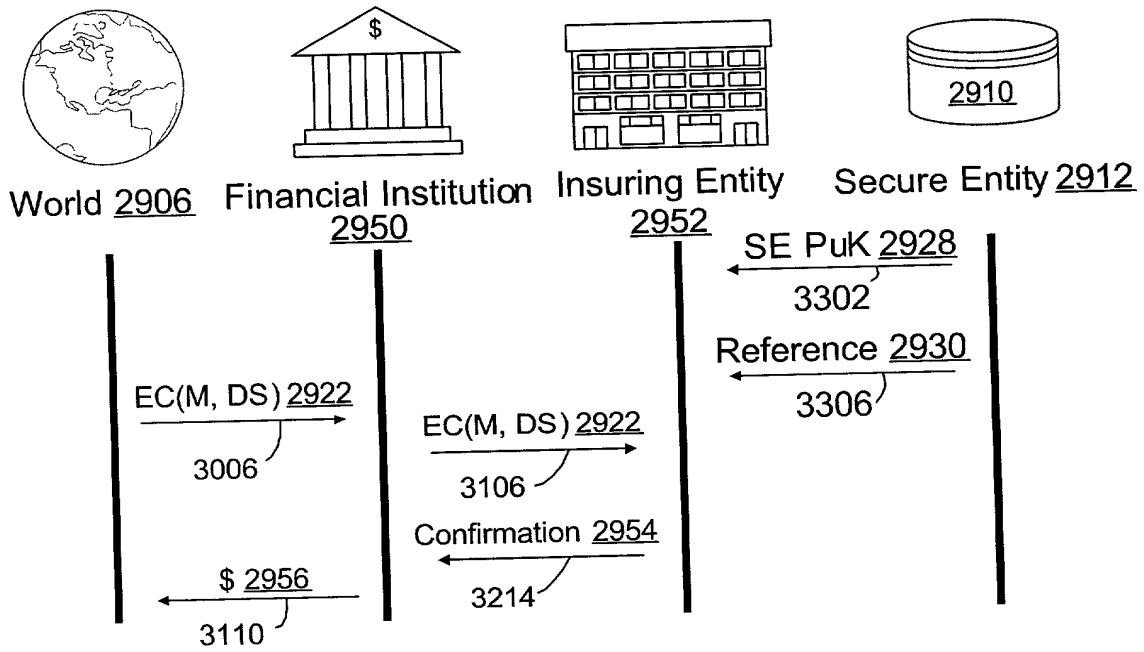 $
2910
World 2906
Financial Institution
2950
Insuring Entity
2952
Secure Entity 2912
SE PuK 2928
3302
Reference 2930
3306
EC(M, DS) 2922
3006
EC(M, DS) 2922
3106
Confirmation 2954
3214
$ 2956
3110